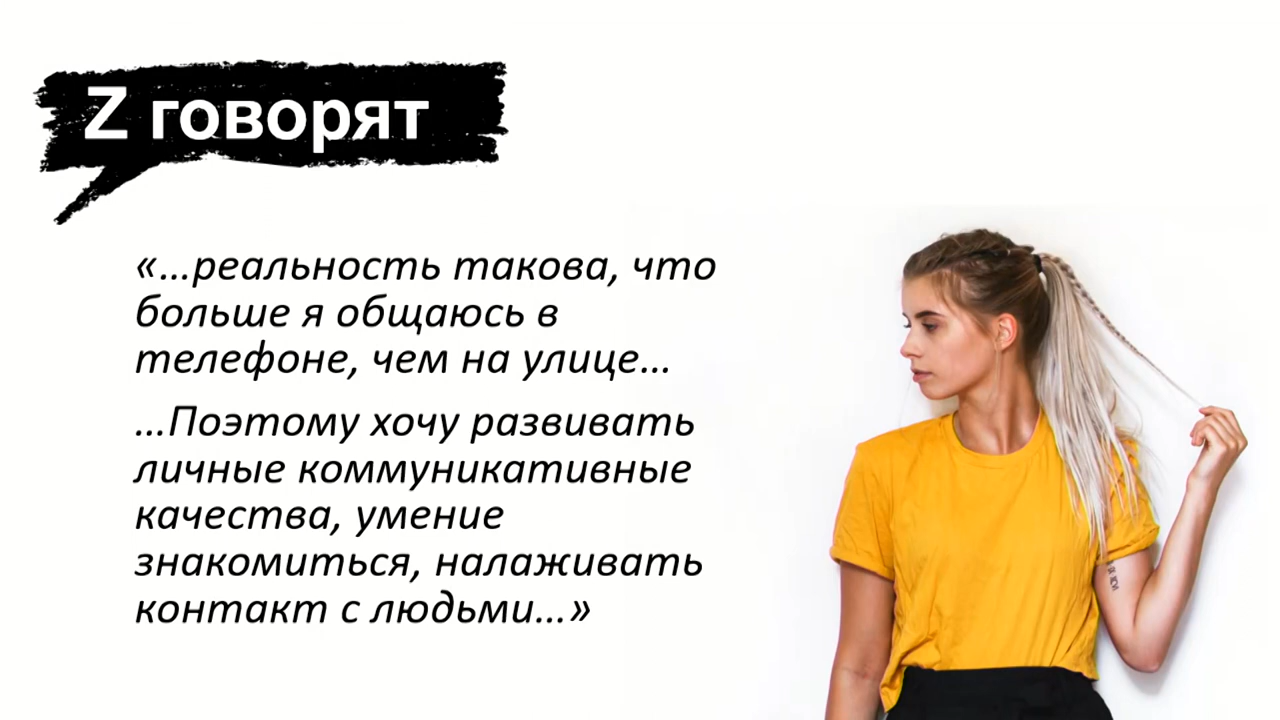 Z говорят
«…реальность такова, что
больше я общаюсь в
телефоне, чем на улице…
…Поэтому хочу развивать
личные коммуникативные
качества, умение
знакомиться, налаживать
контакт с людьми…»